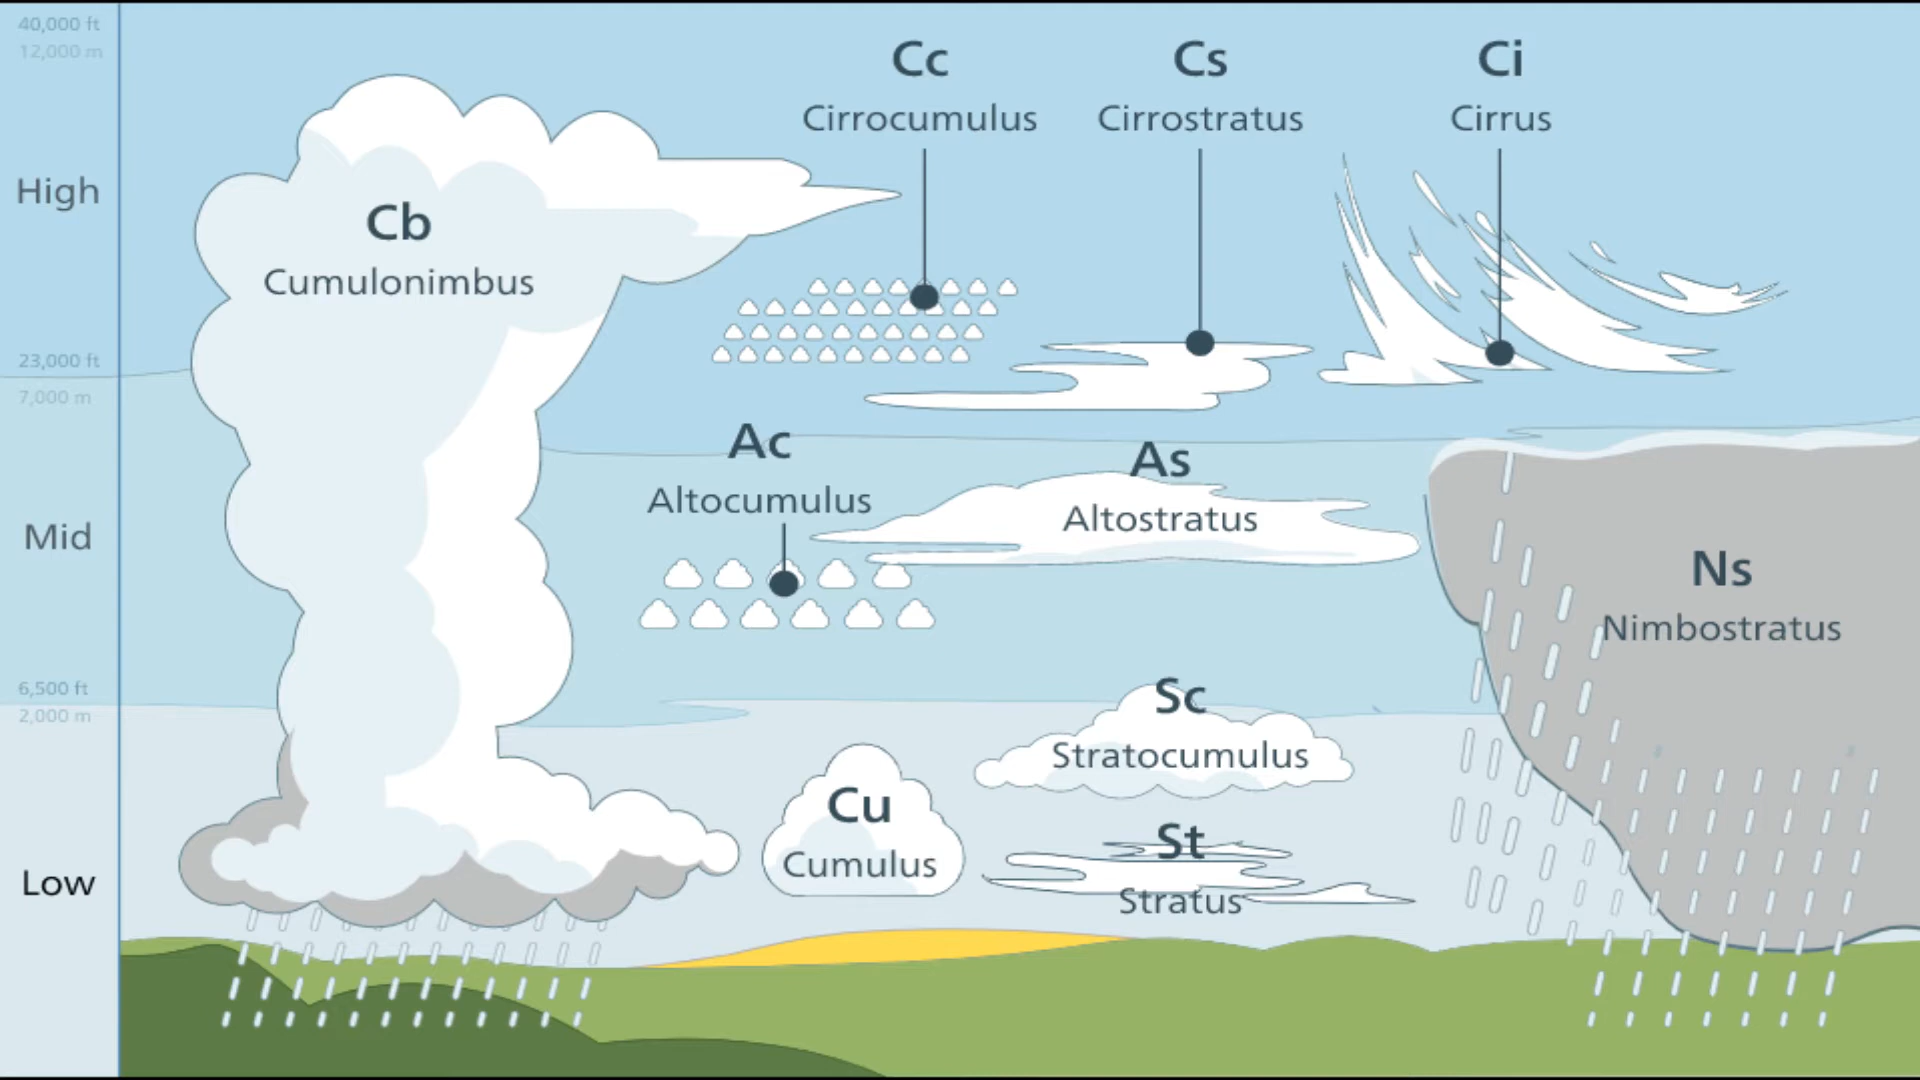 40,000 ft
12,000 m
High
23,000 ft
7,000 m
Mid
6,500 ft
2,000 m
Low
Cb
Cumulonimbus
Cc
Cirrocumulus
Cs
Cirrostratus
Ci
Cirrus
Ac
Altocumulus
As
Altostratus
Ns
Nimbostratus
Sc
Stratocumulus
Cu
Cumulus
St
Stratus